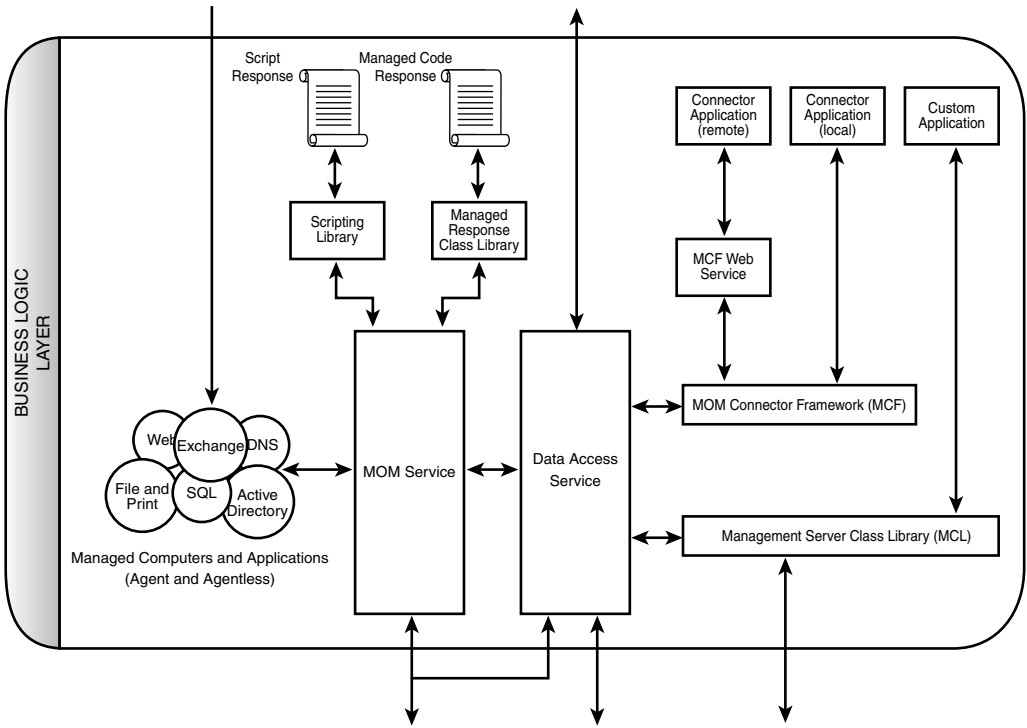 BUSINESS LOGIC
LAYER
Script
Response
Managed Code
Response
Scripting
Library
Managed
Response
Class Library
Connector
Application
(remote)
Connector
Application
(local)
Custom
Application
MCF Web
Service
MOM Connector Framework (MCF)
Management Server Class Library (MCL)
Data Access
Service
MOM Service
Web
Exchange
DNS
File and
Print
SQL
Active
Directory
Managed Computers and Applications
(Agent and Agentless)